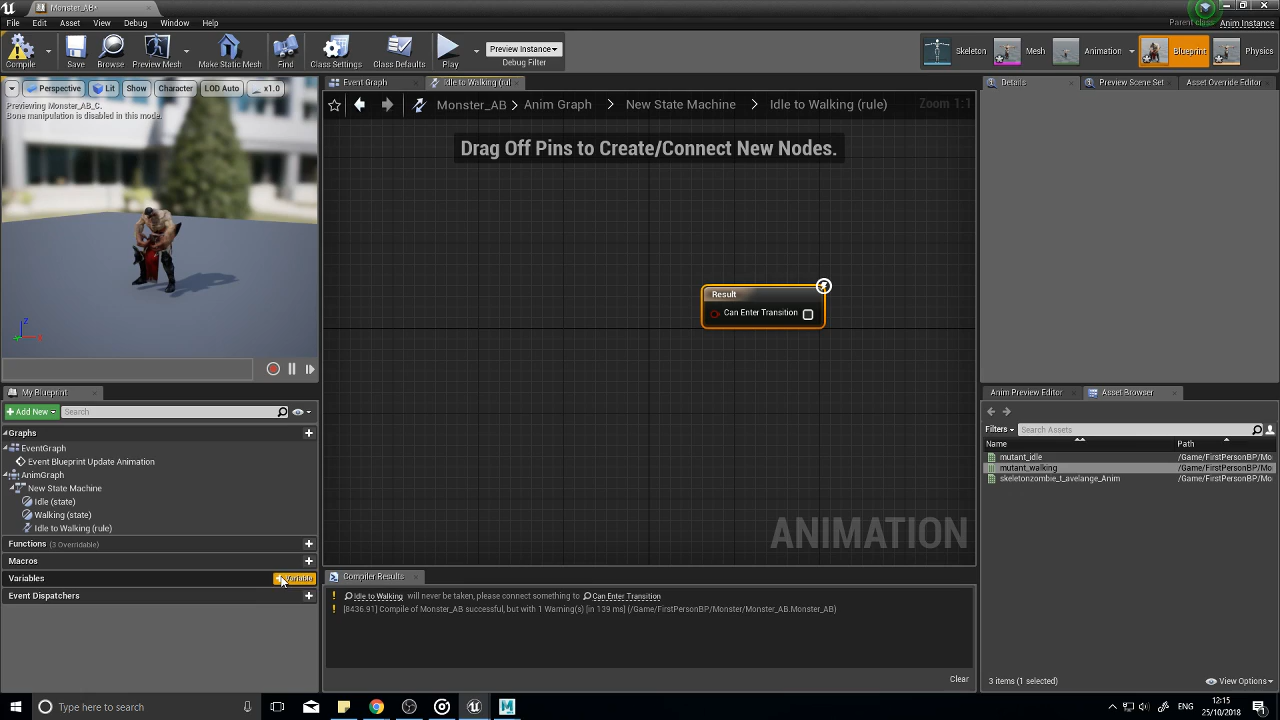 Monster_AB*
Parent class: Anim Instance
File Edit Asset View Debug Window Help
Compile Save Browse Preview Mesh Make Static Mesh Find Class Settings Class Defaults Play
Preview Instance
Debug Filter
Skeleton Mesh Animation Blueprint Physics
Perspective Lit Show Character LOD Auto x1.0
Previewing Monster_AB_C.
Bone manipulation is disabled in this mode.
Event Graph Idle to Walking (rul
Monster_AB > Anim Graph > New State Machine > Idle to Walking (rule) Zoom 1:1
Drag Off Pins to Create/Connect New Nodes.
Result
Can Enter Transition
ANIMATION
Details Preview Scene Set Asset Override Editor
My Blueprint
Add New Search
Graphs
EventGraph
Event Blueprint Update Animation
AnimGraph
New State Machine
Idle (state)
Walking (state)
Idle to Walking (rule)
Functions (3 Overridable)
Macros
Variables + Variable
Event Dispatchers
Compiler Results
! Idle to Walking will never be taken, please connect something to Can Enter Transition
! [8436.91] Compile of Monster_AB successful, but with 1 Warning(s) [in 139 ms] (/Game/FirstPersonBP/Monster/Monster_AB.Monster_AB)
Clear
Anim Preview Editor Asset Browser
Filters Search Assets
Name Path
mutant_idle /Game/FirstPersonBP/Mo
mutant_walking /Game/FirstPersonBP/Mo
skeletonzombie_t_avelange_Anim /Game/FirstPersonBP/Mo
3 items (1 selected) View Options
Type here to search
12:15
25/10/2018